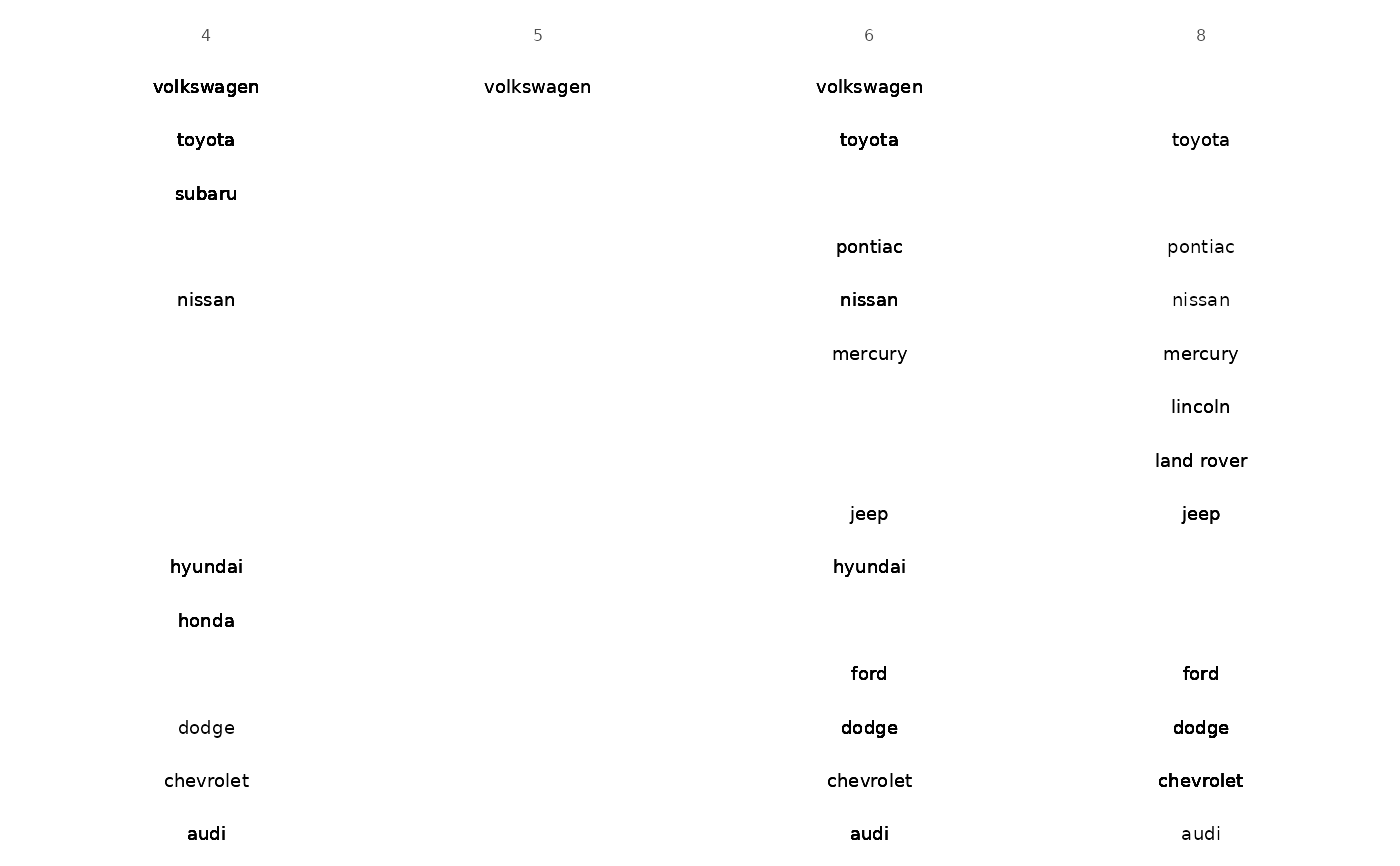 4 5 6 8
volkswagen volkswagen volkswagen
toyota toyota toyota
subaru
pontiac pontiac
nissan nissan nissan
mercury mercury
lincoln
land rover
jeep jeep
hyundai hyundai
honda
ford ford
dodge dodge dodge
chevrolet chevrolet chevrolet
audi audi audi